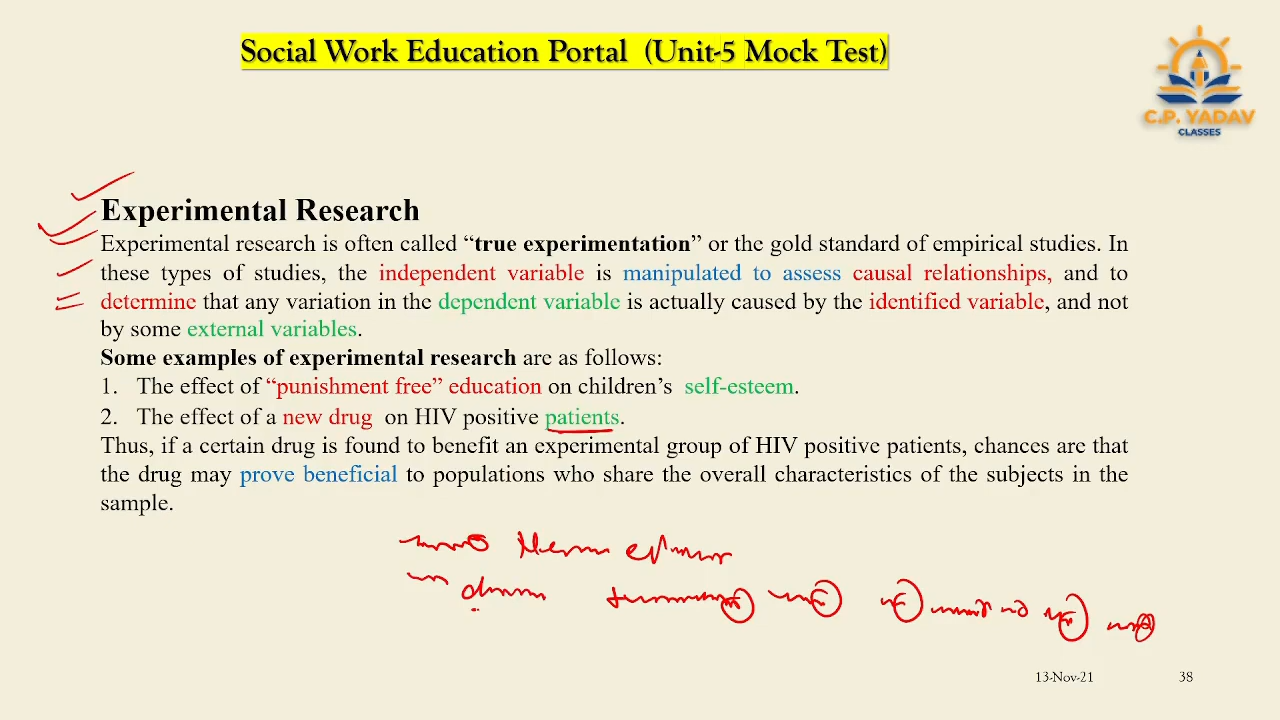 Social Work Education Portal (Unit-5 Mock Test)
C.P. YADAV
CLASSES
Experimental Research
Experimental research is often called “true experimentation” or the gold standard of empirical studies. In
these types of studies, the independent variable is manipulated to assess causal relationships, and to
determine that any variation in the dependent variable is actually caused by the identified variable, and not
by some external variables.
Some examples of experimental research are as follows:
1. The effect of “punishment free” education on children’s self-esteem.
2. The effect of a new drug on HIV positive patients.
Thus, if a certain drug is found to benefit an experimental group of HIV positive patients, chances are that
the drug may prove beneficial to populations who share the overall characteristics of the subjects in the
sample.
13-Nov-21
38